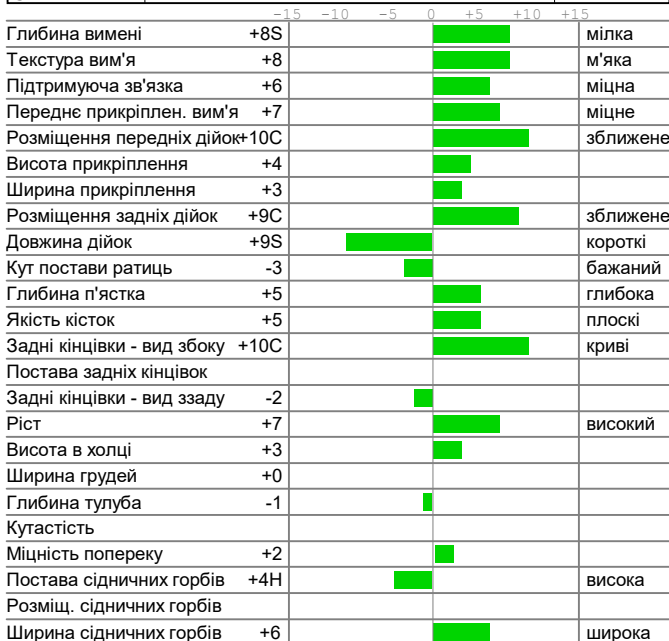 -15 -10 -5 0 +5 +10 +15
Глибина вимені +8S мілка
Текстура вим'я +8 м'яка
Підтримуюча зв'язка +6 міцна
Переднє прикріплен. вим'я +7 міцне
Розміщення передніх дійок+10C зближене
Висота прикріплення +4
Ширина прикріплення +3
Розміщення задніх дійок +9C зближене
Довжина дійок +9S короткі
Кут постави ратиць -3 бажаний
Глибина п'ястка +5 глибока
Якість кісток +5 плоскі
Задні кінцівки - вид збоку +10C криві
Постава задніх кінцівок
Задні кінцівки - вид ззаду -2
Ріст +7 високий
Висота в холці +3
Ширина грудей +0
Глибина тулуба -1
Кутастість
Міцність попереку +2
Постава сідничних горбів +4H висока
Розміщ. сідничних горбів
Ширина сідничних горбів +6 широка